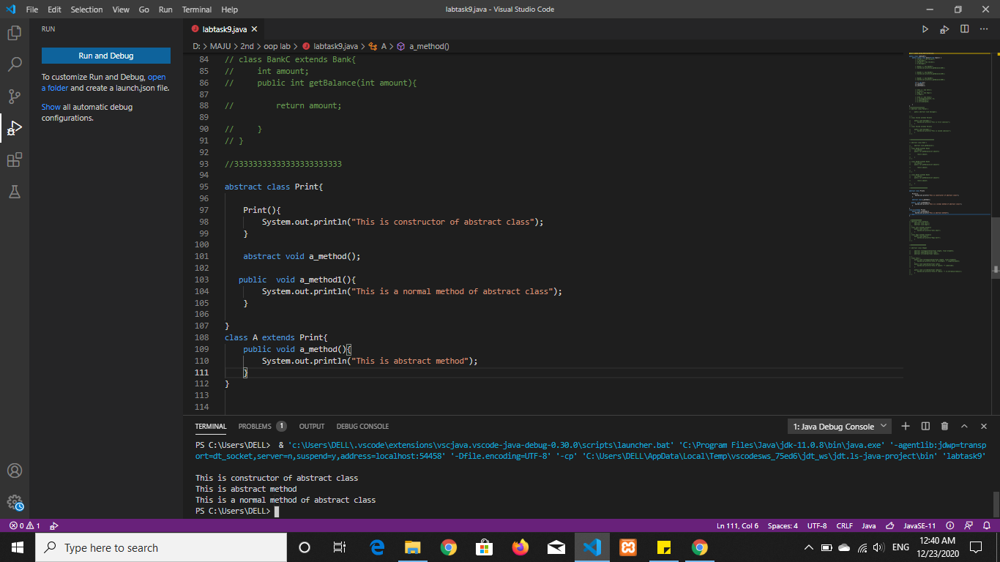 File Edit Selection View Go Run Terminal Help labtask9.java - Visual Studio Code
RUN
Run and Debug
To customize Run and Debug, open
a folder and create a launch.json file.
Show all automatic debug
configurations.
labtask9.java
D: > MAJU > 2nd > oop lab > labtask9.java > A > a_method()
84 // class BankC extends Bank{
85 //     int amount;
86 //     public int getBalance(int amount){
87
88 //         return amount;
89
90 //     }
91 // }
92
93 //33333333333333333333333
94
95 abstract class Print{
96
97     Print(){
98         System.out.println("This is constructor of abstract class");
99     }
100
101     abstract void a_method();
102
103    public  void a_method1(){
104         System.out.println("This is a normal method of abstract class");
105     }
106
107 }
108 class A extends Print{
109     public void a_method(){
110         System.out.println("This is abstract method");
111     }
112 }
113
114
TERMINAL PROBLEMS 1 OUTPUT DEBUG CONSOLE 1: Java Debug Console
PS C:\Users\DELL>  & 'c:\Users\DELL\.vscode\extensions\vscjava.vscode-java-debug-0.30.0\scripts\launcher.bat' 'C:\Program Files\Java\jdk-11.0.8\bin\java.exe' '-agentlib:jdwp=transp
ort=dt_socket,server=n,suspend=y,address=localhost:54458' '-Dfile.encoding=UTF-8' '-cp' 'C:\Users\DELL\AppData\Local\Temp\vscodesws_75ed6\jdt_ws\jdt.ls-java-project\bin' 'labtask9'
This is constructor of abstract class
This is abstract method
This is a normal method of abstract class
PS C:\Users\DELL>
0 1 Ln 111, Col 6 Spaces: 4 UTF-8 CRLF Java JavaSE-11
Type here to search
ENG
12:40 AM
12/23/2020